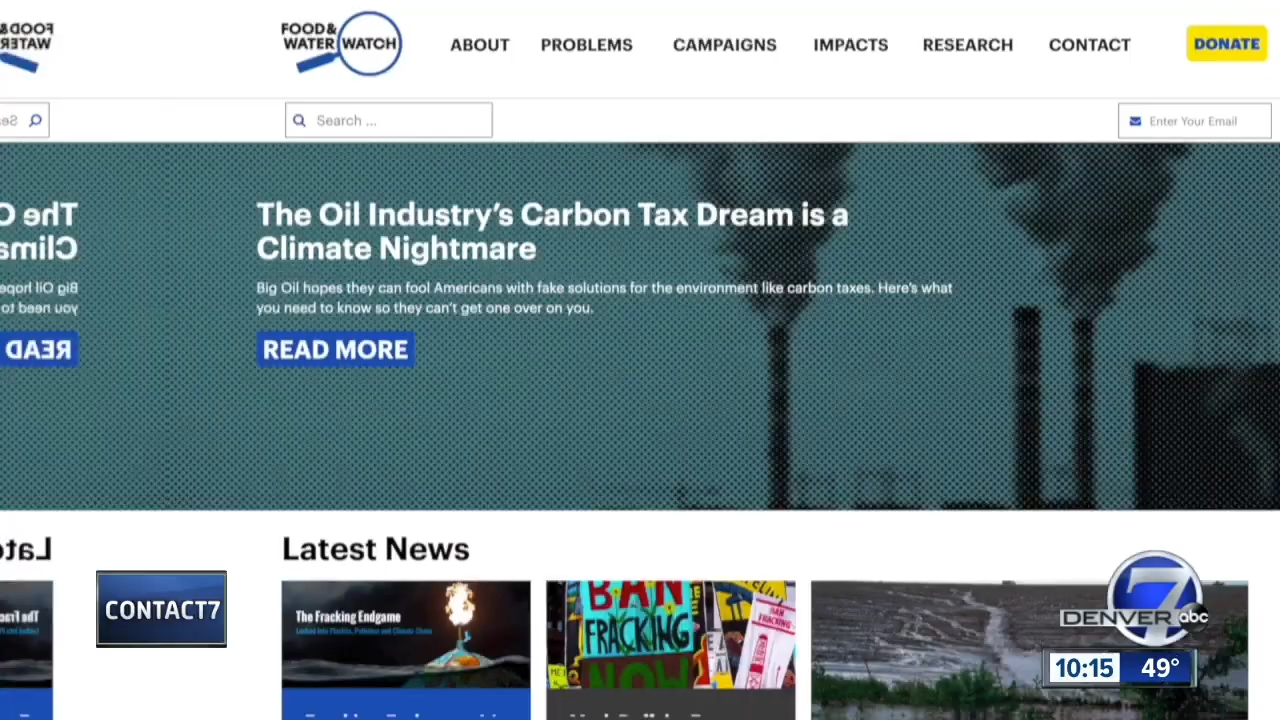 FOOD &
WATER WATCH
ABOUT PROBLEMS CAMPAIGNS IMPACTS RESEARCH CONTACT DONATE
Search ...
Enter Your Email
The Oil Industry's Carbon Tax Dream is a
Climate Nightmare
Big Oil hopes they can fool Americans with fake solutions for the environment like carbon taxes. Here's what
you need to know so they can't get one over on you.
READ MORE
Latest News
CONTACT7
The Fracking Endgame
BAN
FRACKING
NOW
BAN
FRACKING
7
DENVER abc
10:15 49°